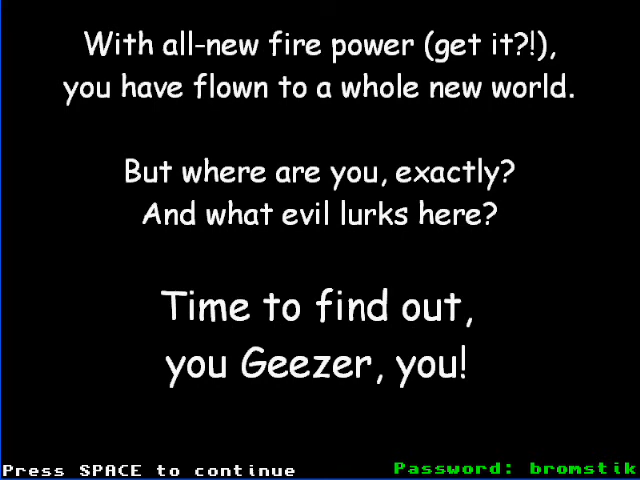 With all-new fire power (get it?!),
you have flown to a whole new world.
But where are you, exactly?
And what evil lurks here?
Time to find out,
you Geezer, you!
Press SPACE to continue
Password: bromstik